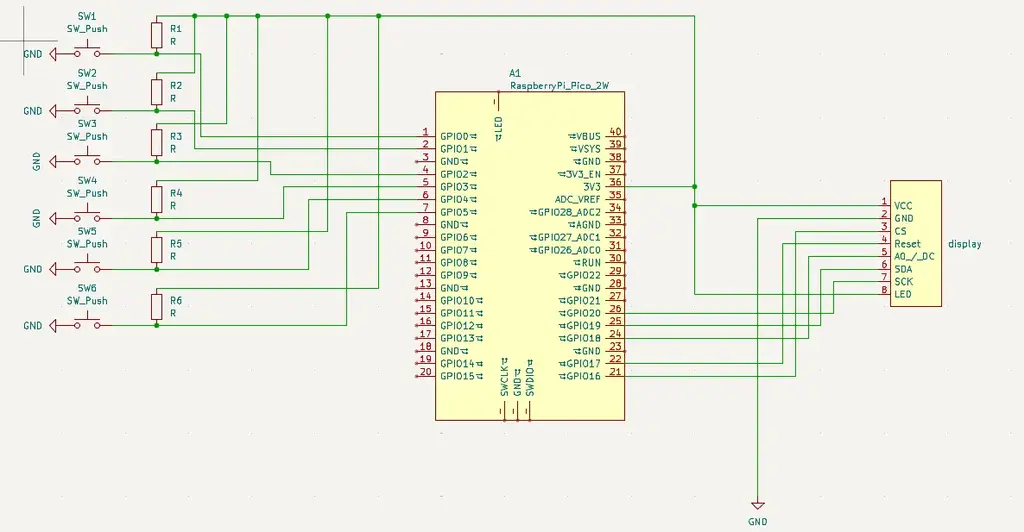 SW1
SW_Push
GND
R1
R
SW2
SW_Push
GND
R2
R
SW3
SW_Push
GND
R3
R
SW4
SW_Push
GND
R4
R
SW5
SW_Push
GND
R5
R
SW6
SW_Push
GND
R6
R
A1
RaspberryPi_Pico_2W
LED
1 GPIO0
2 GPIO1
3 GND
4 GPIO2
5 GPIO3
6 GPIO4
7 GPIO5
8 GND
9 GPIO6
10 GPIO7
11 GPIO8
12 GPIO9
13 GND
14 GPIO10
15 GPIO11
16 GPIO12
17 GPIO13
18 GND
19 GPIO14
20 GPIO15
VBUS 40
VSYS 39
GND 38
3V3_EN 37
3V3 36
ADC_VREF 35
GPIO28_ADC2 34
AGND 33
GPIO27_ADC1 32
GPIO26_ADC0 31
RUN 30
GPIO22 29
GND 28
GPIO21 27
GPIO20 26
GPIO19 25
GPIO18 24
GND 23
GPIO17 22
GPIO16 21
SWCLK
GND
SWDIO
1 VCC
2 GND
3 CS
4 Reset
5 A0_/_DC
6 SDA
7 SCK
8 LED
display
GND